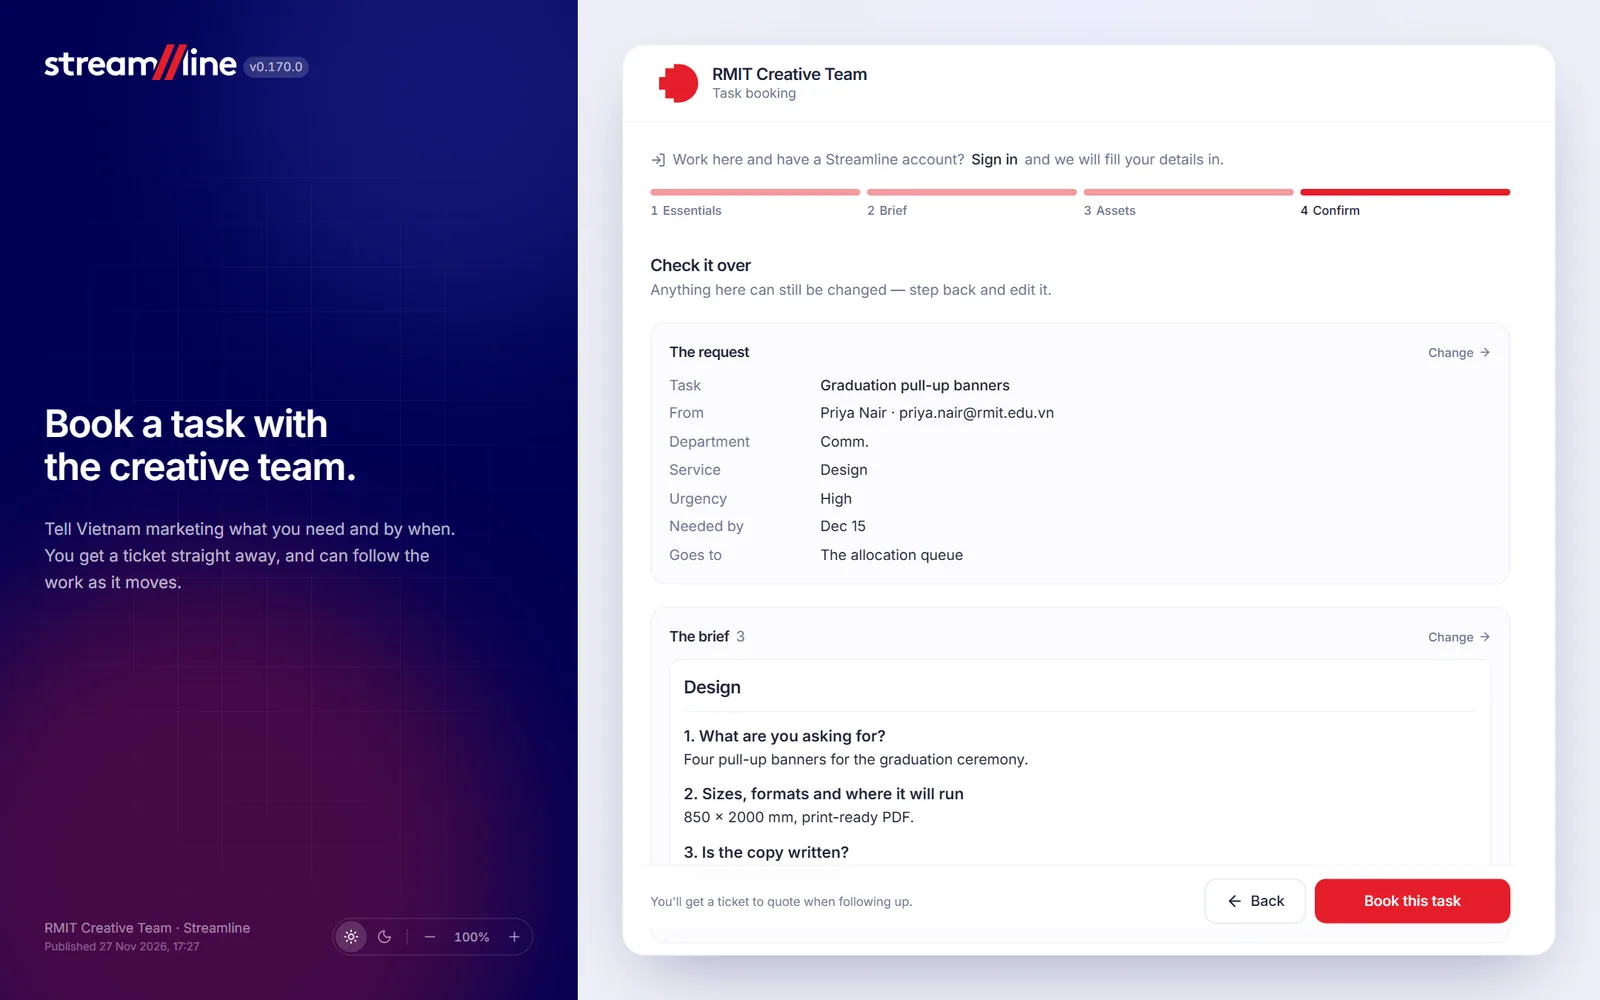 stream//line v0.170.0
Book a task with
the creative team.
Tell Vietnam marketing what you need and by when.
You get a ticket straight away, and can follow the
work as it moves.
RMIT Creative Team · Streamline
Published 27 Nov 2026, 17:27
100%
RMIT Creative Team
Task booking
Work here and have a Streamline account? Sign in and we will fill your details in.
1 Essentials
2 Brief
3 Assets
4 Confirm
Check it over
Anything here can still be changed — step back and edit it.
The request
Change →
Task Graduation pull-up banners
From Priya Nair · priya.nair@rmit.edu.vn
Department Comm.
Service Design
Urgency High
Needed by Dec 15
Goes to The allocation queue
The brief 3
Change →
Design
1. What are you asking for?
Four pull-up banners for the graduation ceremony.
2. Sizes, formats and where it will run
850 × 2000 mm, print-ready PDF.
3. Is the copy written?
You'll get a ticket to quote when following up.
← Back
Book this task